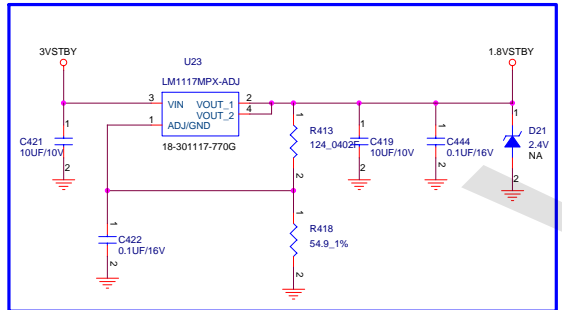 3VSTBY
1.8VSTBY
U23
LM1117MPX-ADJ
3
VIN
VOUT_1
2
1
ADJ/GND
VOUT_2
4
18-301117-770G
1
C421
10UF/10V
2
1
R413
124_0402F
2
1
C419
10UF/10V
2
1
C444
0.1UF/16V
2
1
D21
2.4V
NA
2
1
C422
0.1UF/16V
2
1
R418
54.9_1%
2